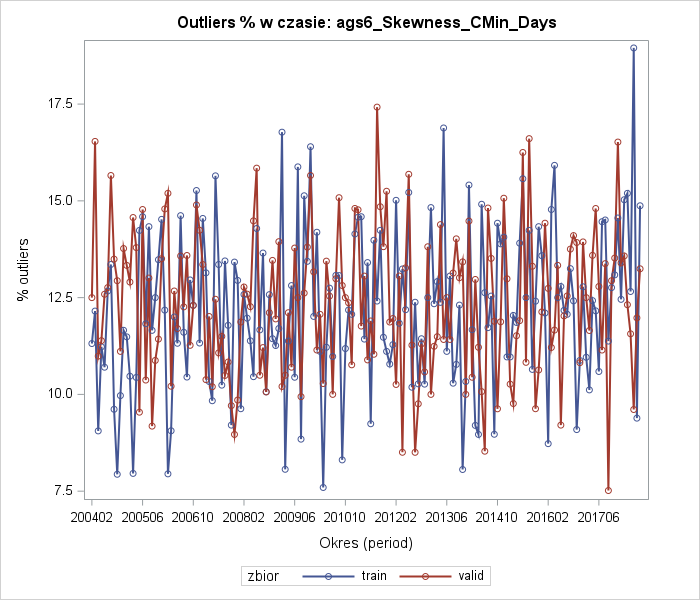 Outliers % w czasie: ags6_Skewness_CMin_Days
17.5
15.0
12.5
10.0
7.5
% outliers
200402 200506 200610 200802 200906 201010 201202 201306 201410 201602 201706
Okres (period)
zbior train valid